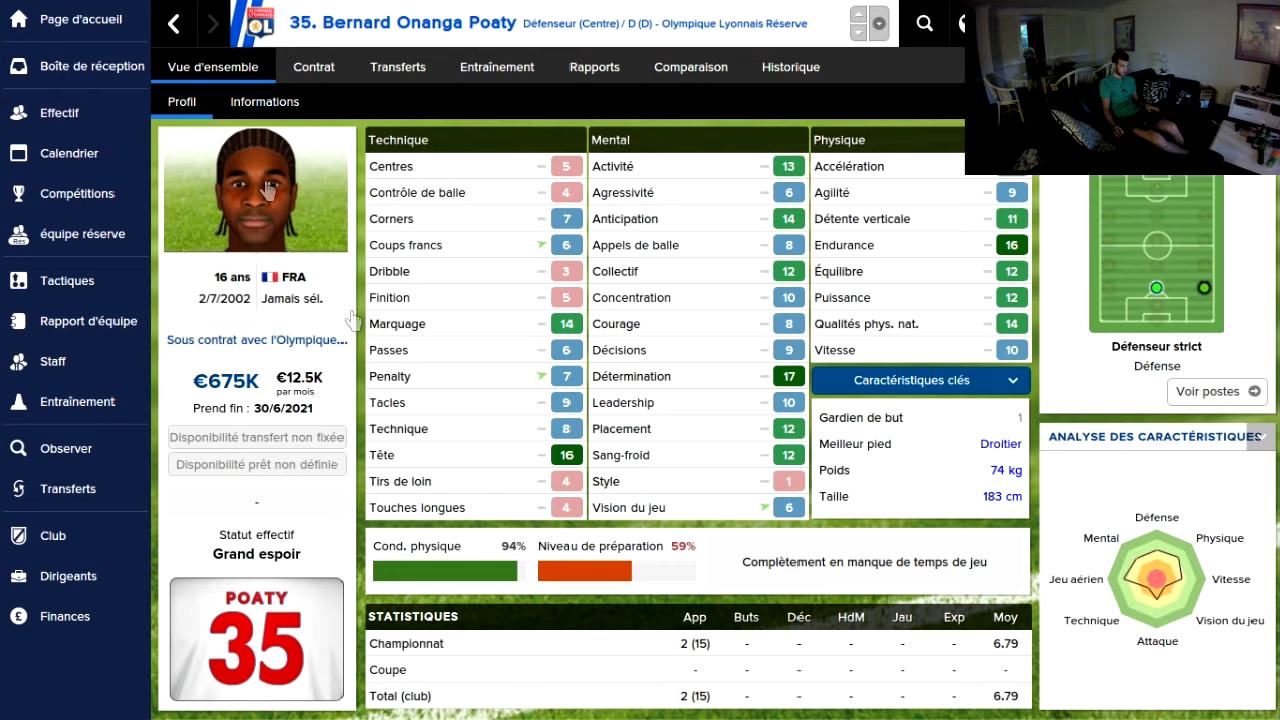 Page d'accueil
Boîte de réception
Effectif
Calendrier
Compétitions
équipe réserve
Tactiques
Rapport d'équipe
Staff
Entraînement
Observer
Transferts
Club
Dirigeants
Finances
35. Bernard Onanga Poaty Défenseur (Centre) / D (D) - Olympique Lyonnais Réserve
Vue d'ensemble Contrat Transferts Entraînement Rapports Comparaison Historique
Profil Informations
16 ans FRA
2/7/2002 Jamais sél.
Sous contrat avec l'Olympique...
€675K €12.5K
par mois
Prend fin : 30/6/2021
Disponibilité transfert non fixée
Disponibilité prêt non définie
-
Statut effectif
Grand espoir
POATY
35
Technique
Centres 5
Contrôle de balle 4
Corners 7
Coups francs 6
Dribble 3
Finition 5
Marquage 14
Passes 6
Penalty 7
Tacles 9
Technique 8
Tête 16
Tirs de loin 4
Touches longues 4
Mental
Activité 13
Agressivité 6
Anticipation 14
Appels de balle 8
Collectif 12
Concentration 10
Courage 8
Décisions 9
Détermination 17
Leadership 10
Placement 12
Sang-froid 12
Style 1
Vision du jeu 6
Physique
Accélération
Agilité 9
Détente verticale 11
Endurance 16
Équilibre 12
Puissance 12
Qualités phys. nat. 14
Vitesse 10
Caractéristiques clés
Gardien de but 1
Meilleur pied Droitier
Poids 74 kg
Taille 183 cm
Cond. physique 94% Niveau de préparation 59%
Complètement en manque de temps de jeu
STATISTIQUES App Buts Déc HdM Jau Exp Moy
Championnat 2 (15) - - - - - 6.79
Coupe - - - - - - -
Total (club) 2 (15) - - - - - 6.79
Défenseur strict
Défense
Voir postes
ANALYSE DES CARACTÉRISTIQUES
Défense
Mental Physique
Jeu aérien Vitesse
Technique Vision du jeu
Attaque